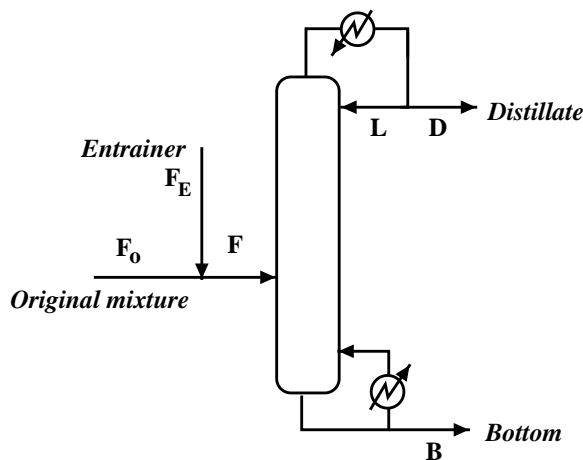 L D
Distillate
Entrainer
F_E
F_o F
Original mixture
Bottom
B